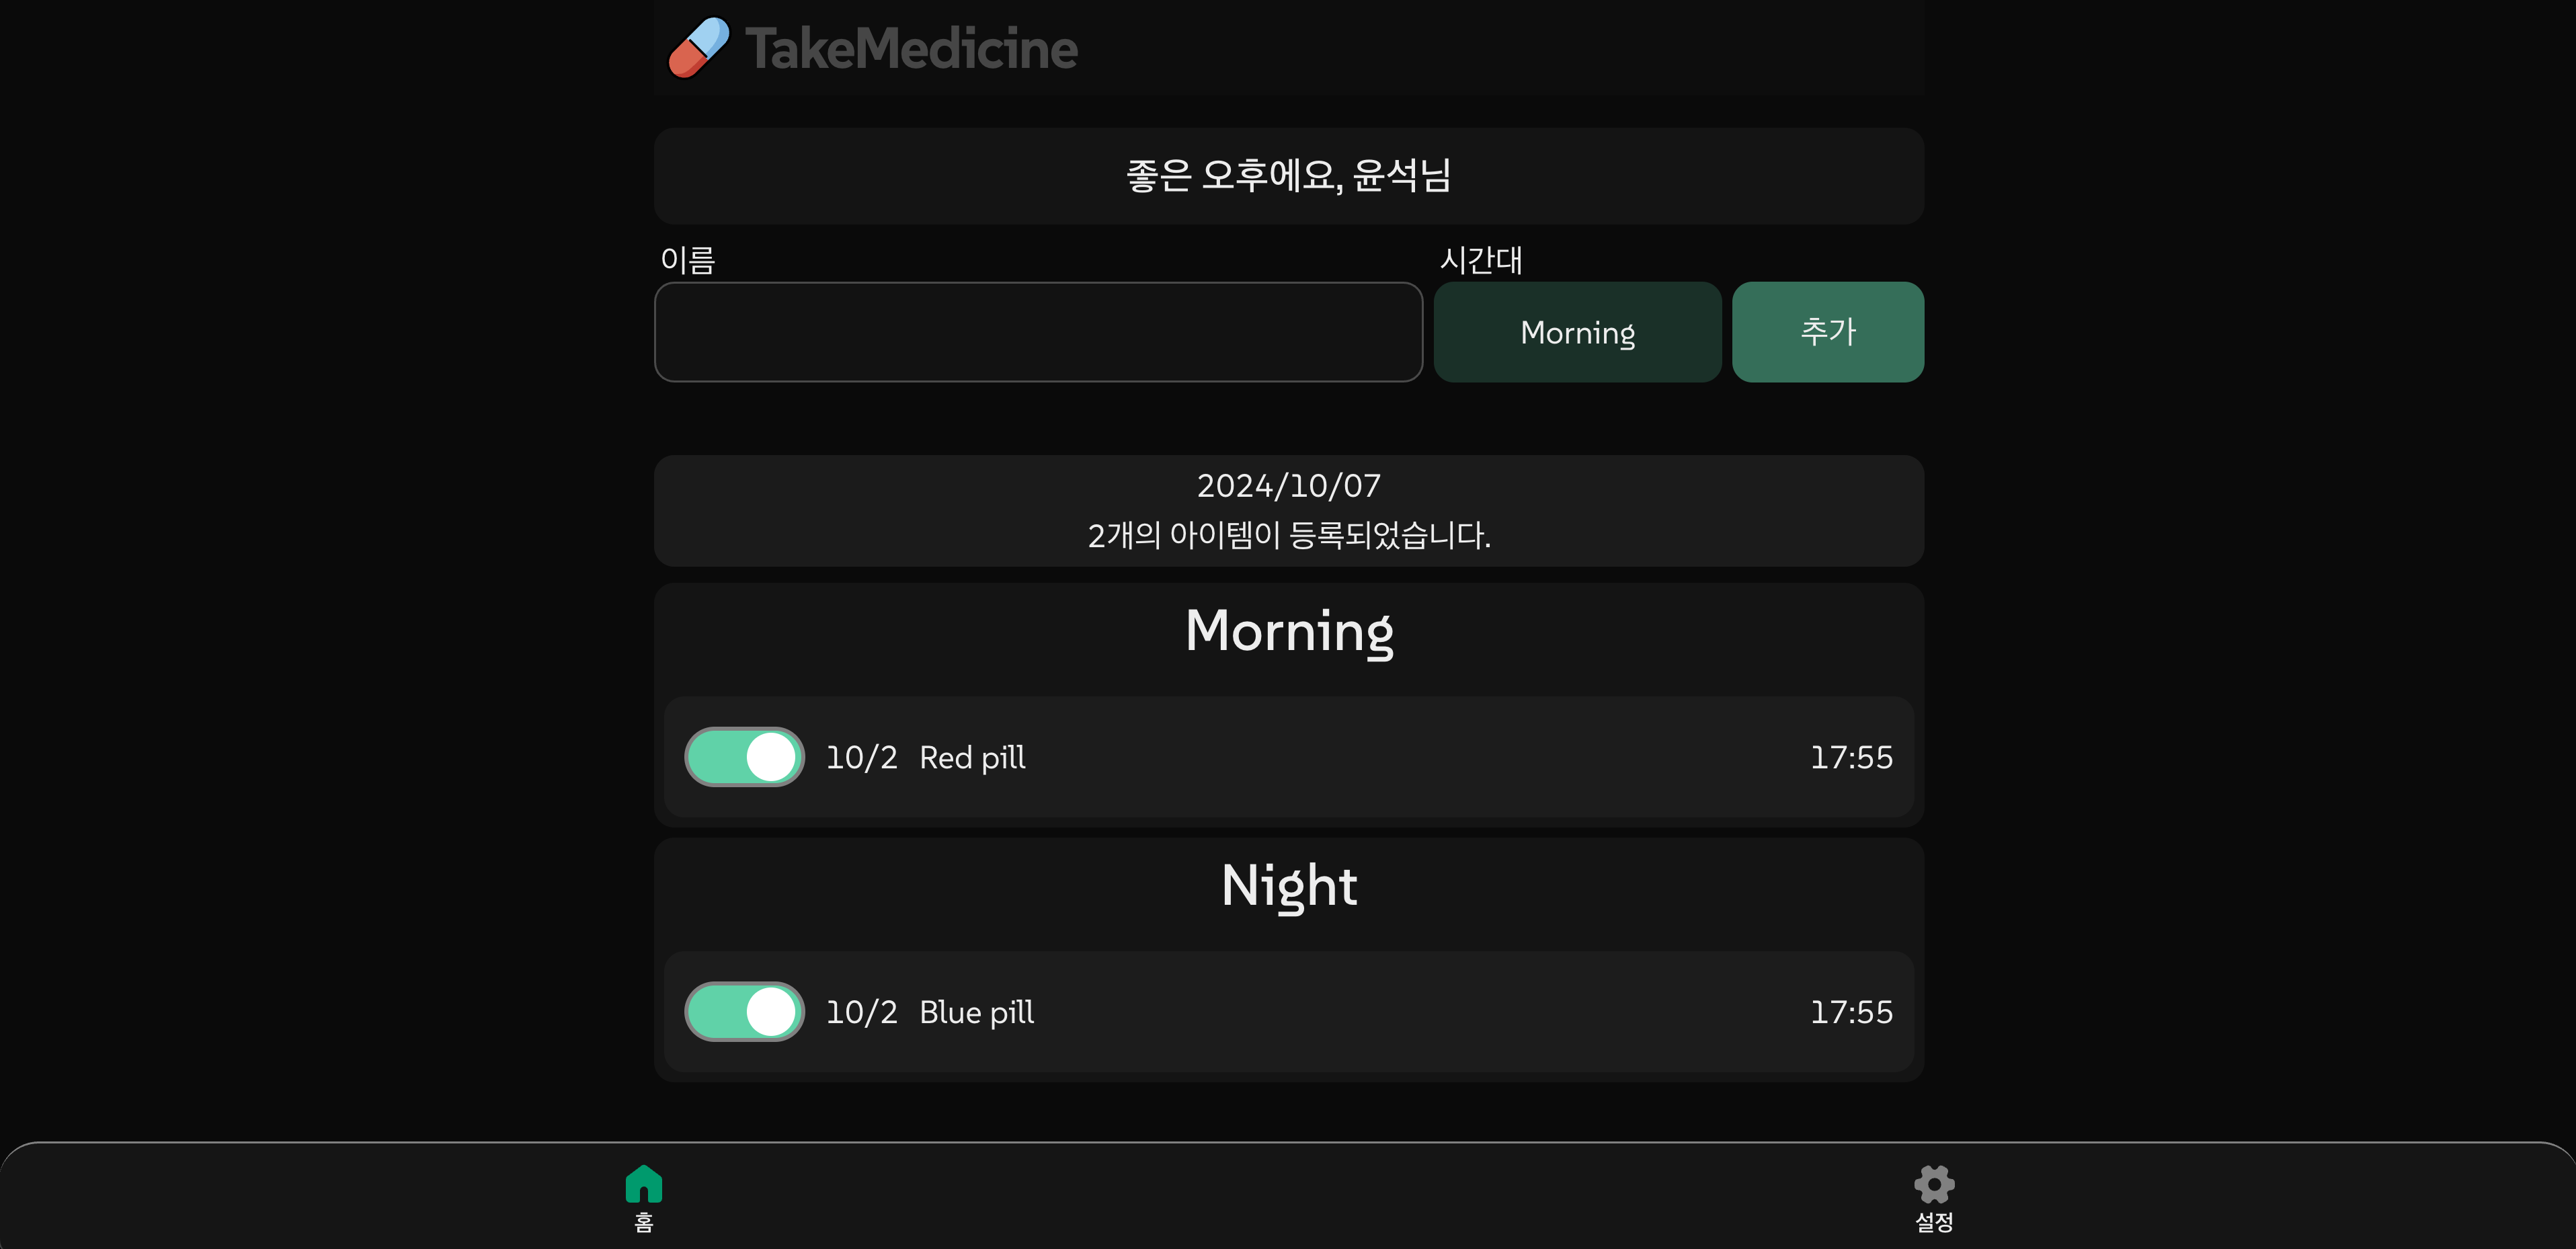 TakeMedicine
좋은 오후에요, 윤석님
이름
시간대
Morning
추가
2024/10/07
2개의 아이템이 등록되었습니다.
Morning
10/2 Red pill 17:55
Night
10/2 Blue pill 17:55
홈
설정